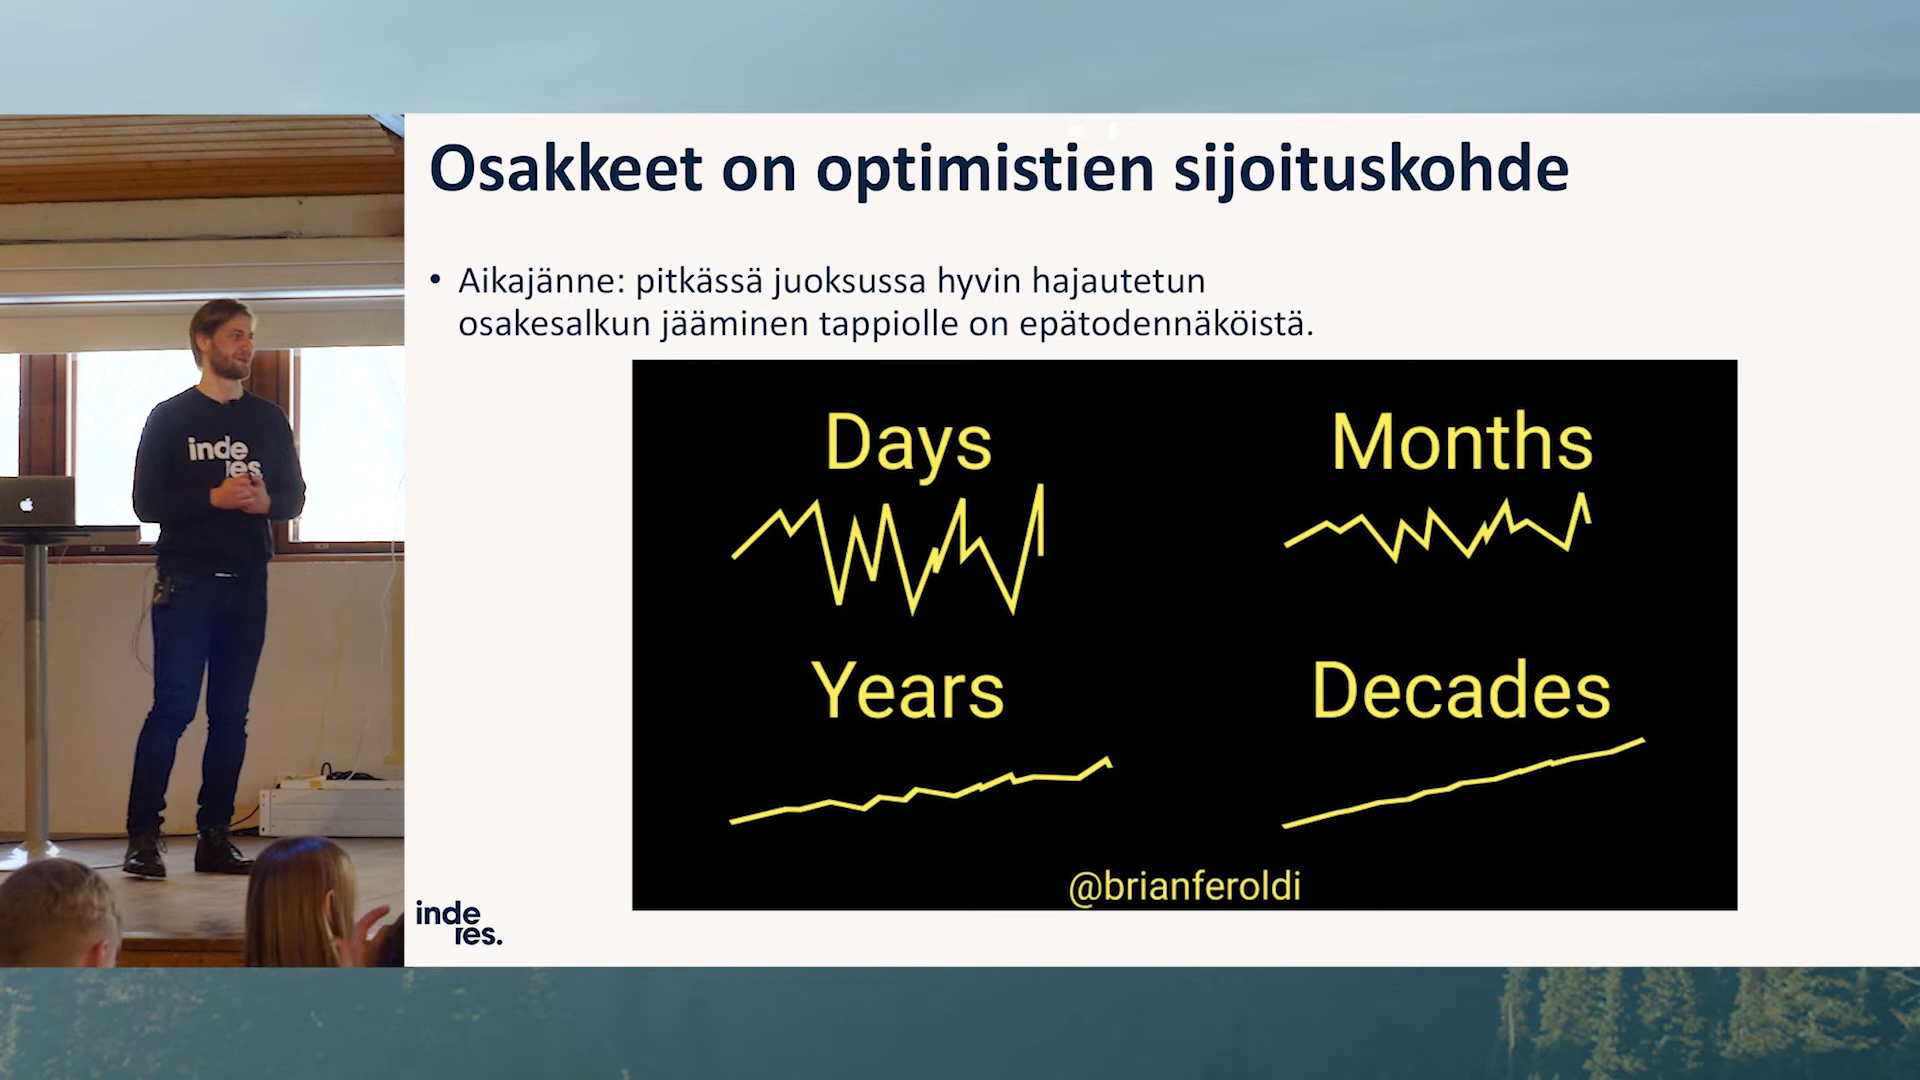 Osakkeet on optimistien sijoituskohde
• Aikajänne: pitkässä juoksussa hyvin hajautetun
osakesalkun jääminen tappiolle on epätodennäköistä.
Days
Months
Years
Decades
@brianferoldi
inde
res.
inde
res